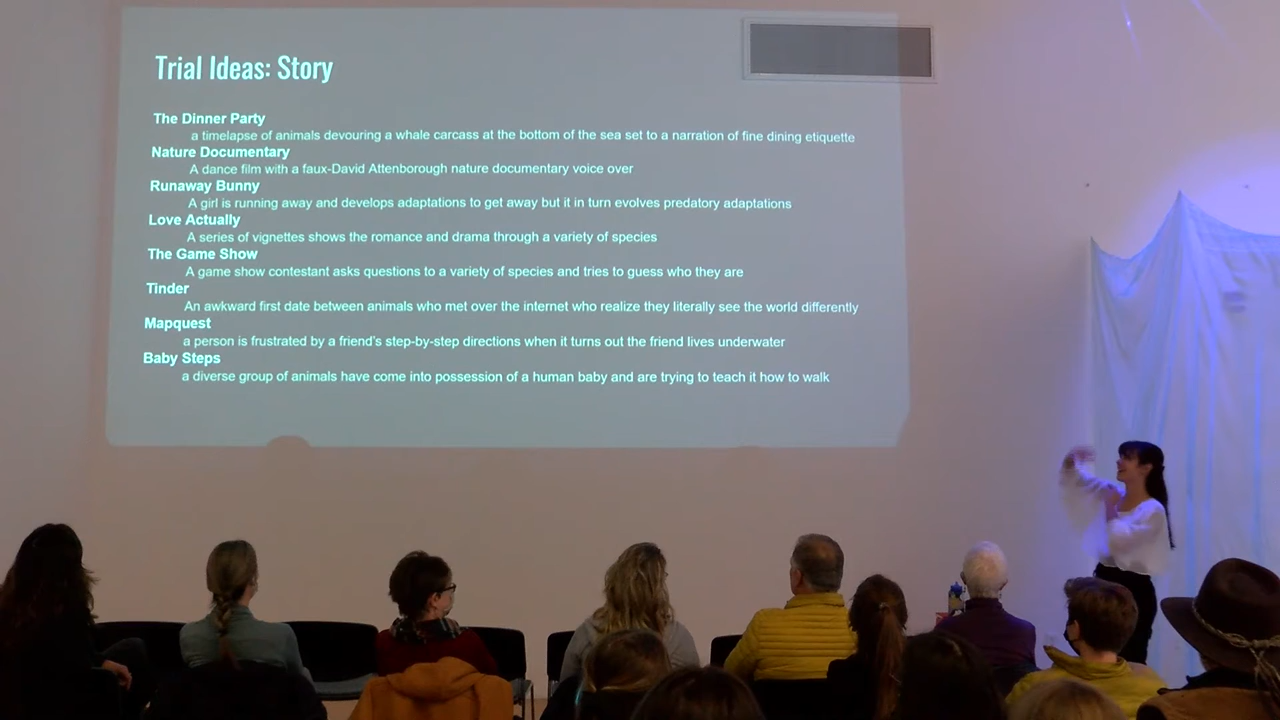 Trial Ideas: Story
The Dinner Party
a timelapse of animals devouring a whale carcass at the bottom of the sea set to a narration of fine dining etiquette
Nature Documentary
A dance film with a faux-David Attenborough nature documentary voice over
Runaway Bunny
A girl is running away and develops adaptations to get away but it in turn evolves predatory adaptations
Love Actually
A series of vignettes shows the romance and drama through a variety of species
The Game Show
A game show contestant asks questions to a variety of species and tries to guess who they are
Tinder
An awkward first date between animals who met over the internet who realize they literally see the world differently
Mapquest
a person is frustrated by a friend's step-by-step directions when it turns out the friend lives underwater
Baby Steps
a diverse group of animals have come into possession of a human baby and are trying to teach it how to walk